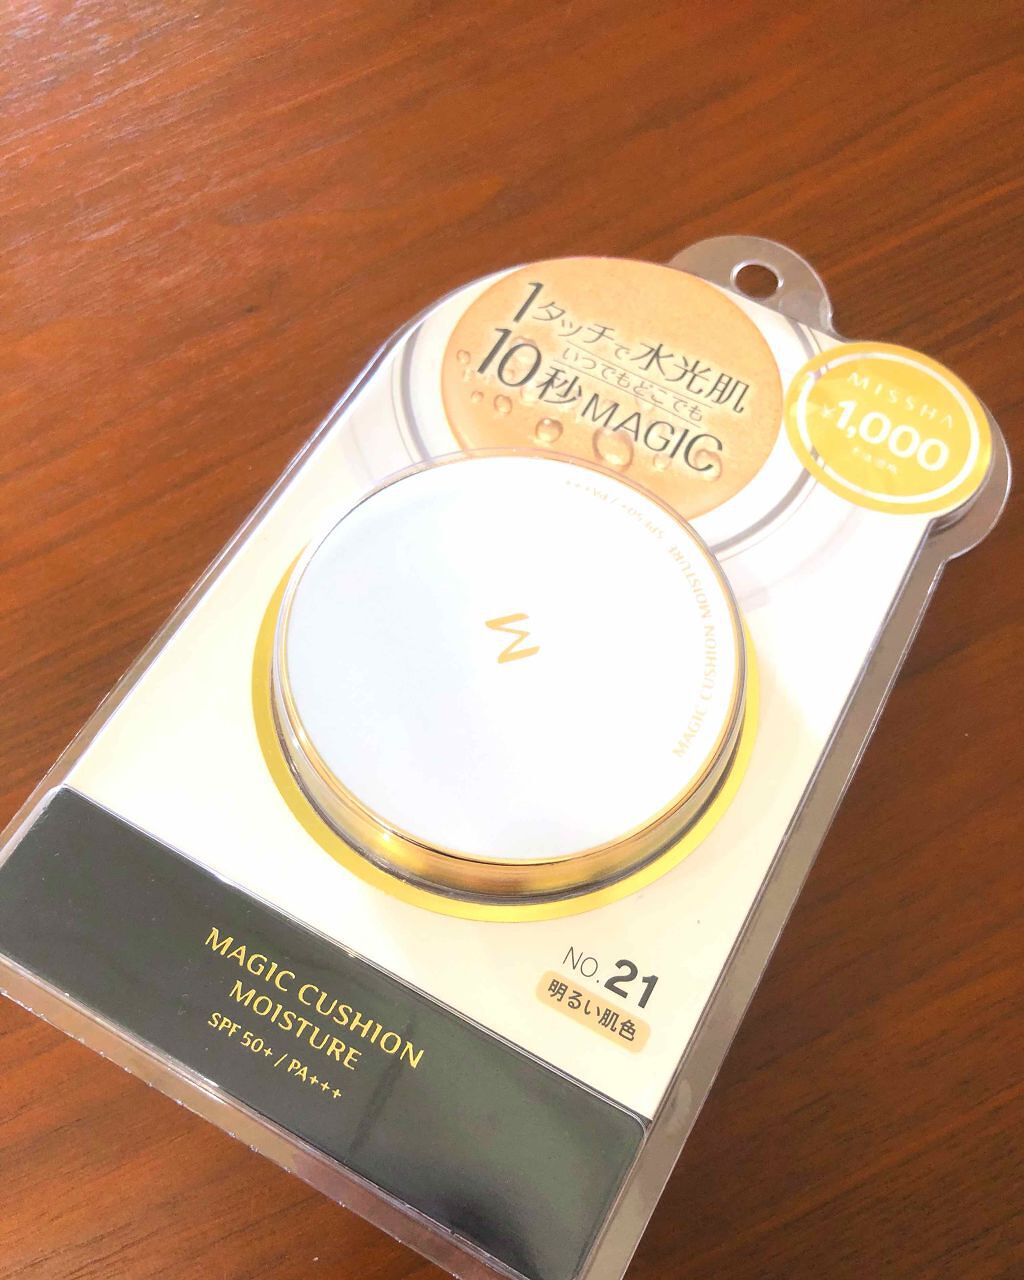 1タッチで水光肌
いつでもどこでも
10秒MAGIC
MISSHA
¥1,000
MAGIC CUSHION MOISTURE SPF 50+ / PA+++
M
NO.21
明るい肌色
MAGIC CUSHION
MOISTURE
SPF 50+ / PA+++